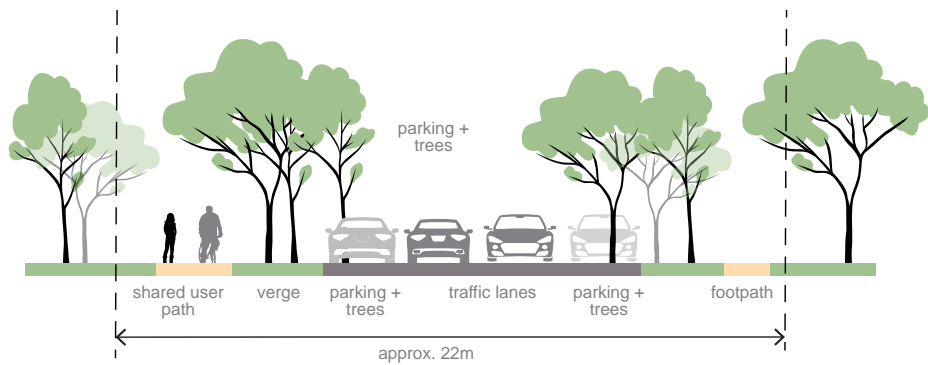 parking +
trees
shared user
path
verge
parking +
trees
traffic lanes
parking +
trees
footpath
approx. 22m